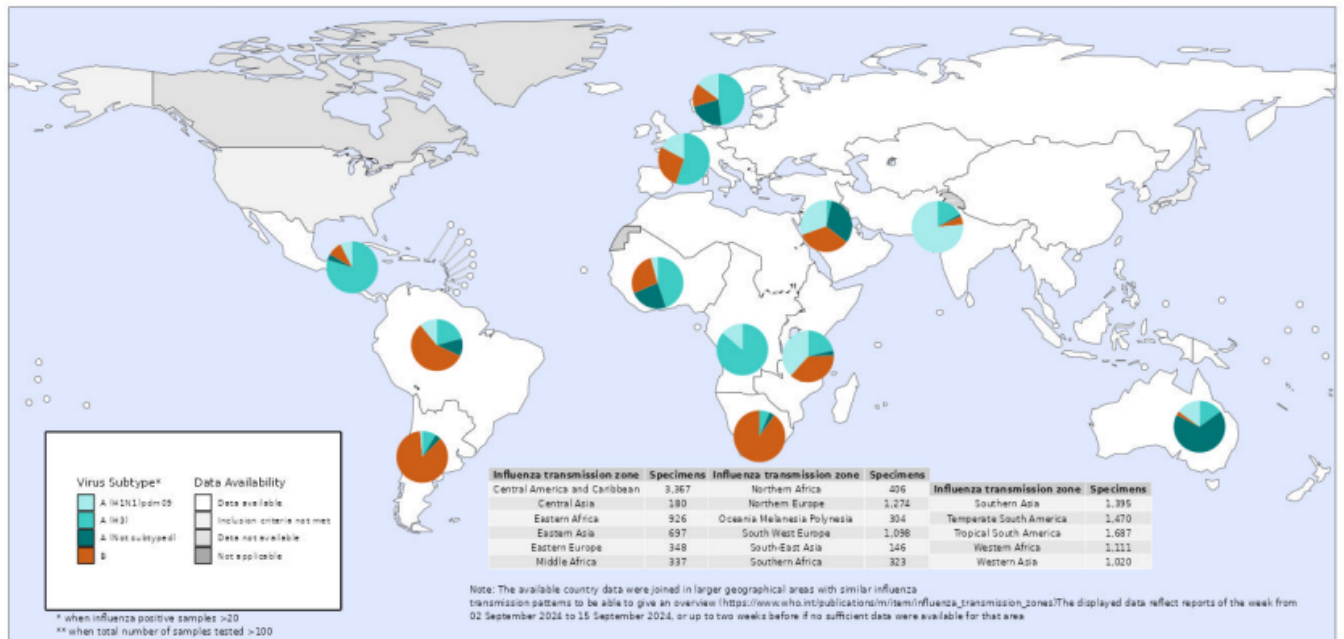 Virus Subtype*
A (H1N1)pdm09
A (H3)
A (Not subtyped)
B
Data Availability
Data available
Inclusion criteria not met
Data not available
Not applicable
* when influenza positive samples >20
** when total number of samples tested >100
Influenza transmission zone Specimens Influenza transmission zone Specimens
Central America and Caribbean 3,367 Northern Africa 406
Central Asia 180 Northern Europe 1,274
Eastern Africa 926 Oceania Melanesia Polynesia 304
Eastern Asia 697 South West Europe 1,098
Eastern Europe 348 South-East Asia 146
Middle Africa 337 Southern Africa 323
Influenza transmission zone Specimens
Southern Asia 1,395
Temperate South America 1,470
Tropical South America 1,687
Western Africa 1,111
Western Asia 1,020
Note: The available country data were joined in larger geographical areas with similar influenza
transmission patterns to be able to give an overview (https://www.who.int/publications/m/item/influenza_transmission_zones)The displayed data reflect reports of the week from
02 September 2024 to 15 September 2024, or up to two weeks before if no sufficient data were available for that area